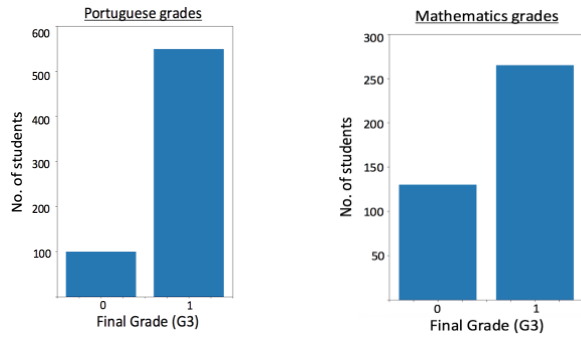 Portuguese grades
600
500
400
300
200
100
No. of students
0 1
Final Grade (G3)
Mathematics grades
300
250
200
150
100
50
No. of students
0 1
Final Grade (G3)